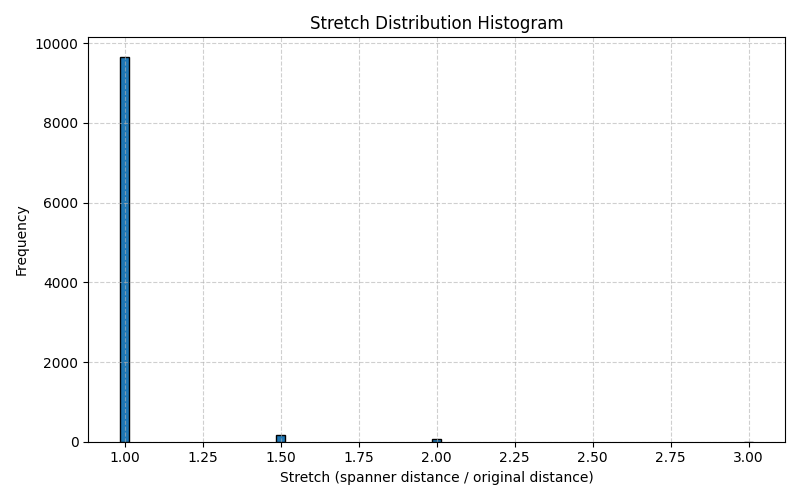 Stretch Distribution Histogram
10000
8000
6000
4000
2000
0
Frequency
1.00 1.25 1.50 1.75 2.00 2.25 2.50 2.75 3.00
Stretch (spanner distance / original distance)